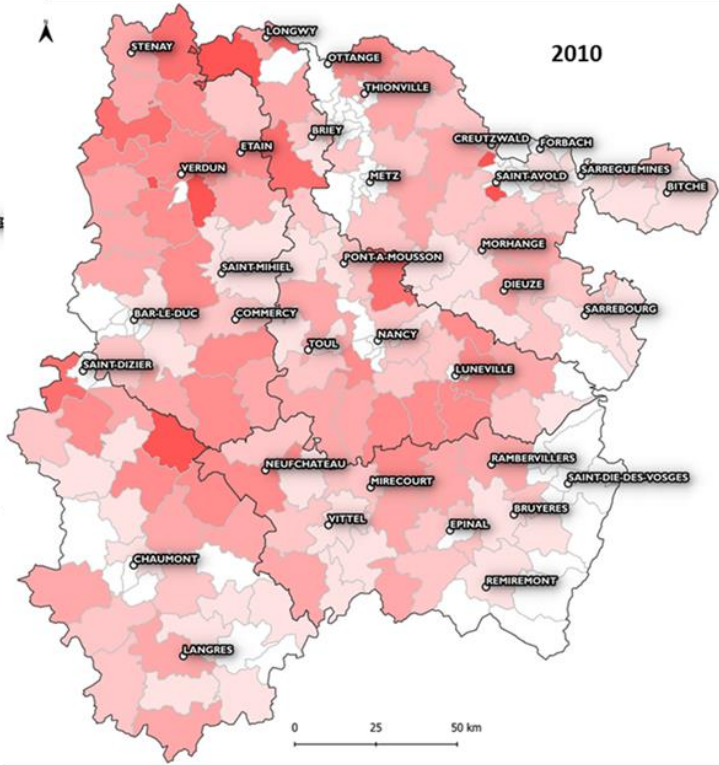 LONGWY
STENAY
OTTANGE
2010
THIONVILLE
BRIEY
CREUTZWALD
FORBACH
ETAIN
VERDUN
METZ
SAINT-AVOLD
SARREGUEMINES
BITCHE
MORHANGE
PONT-A-MOUSSON
SAINT-MIHIEL
DIEUZE
BAR-LE-DUC
COMMERCY
SARREBOURG
NANCY
TOUL
SAINT-DIZIER
LUNEVILLE
NEUFCHATEAU
RAMBERVILLERS
MIRECOURT
SAINT-DIE-DES-VOSGES
VITTEL
BRUYERES
EPINAL
CHAUMONT
REMIREMONT
LANGRES
0 25 50 km